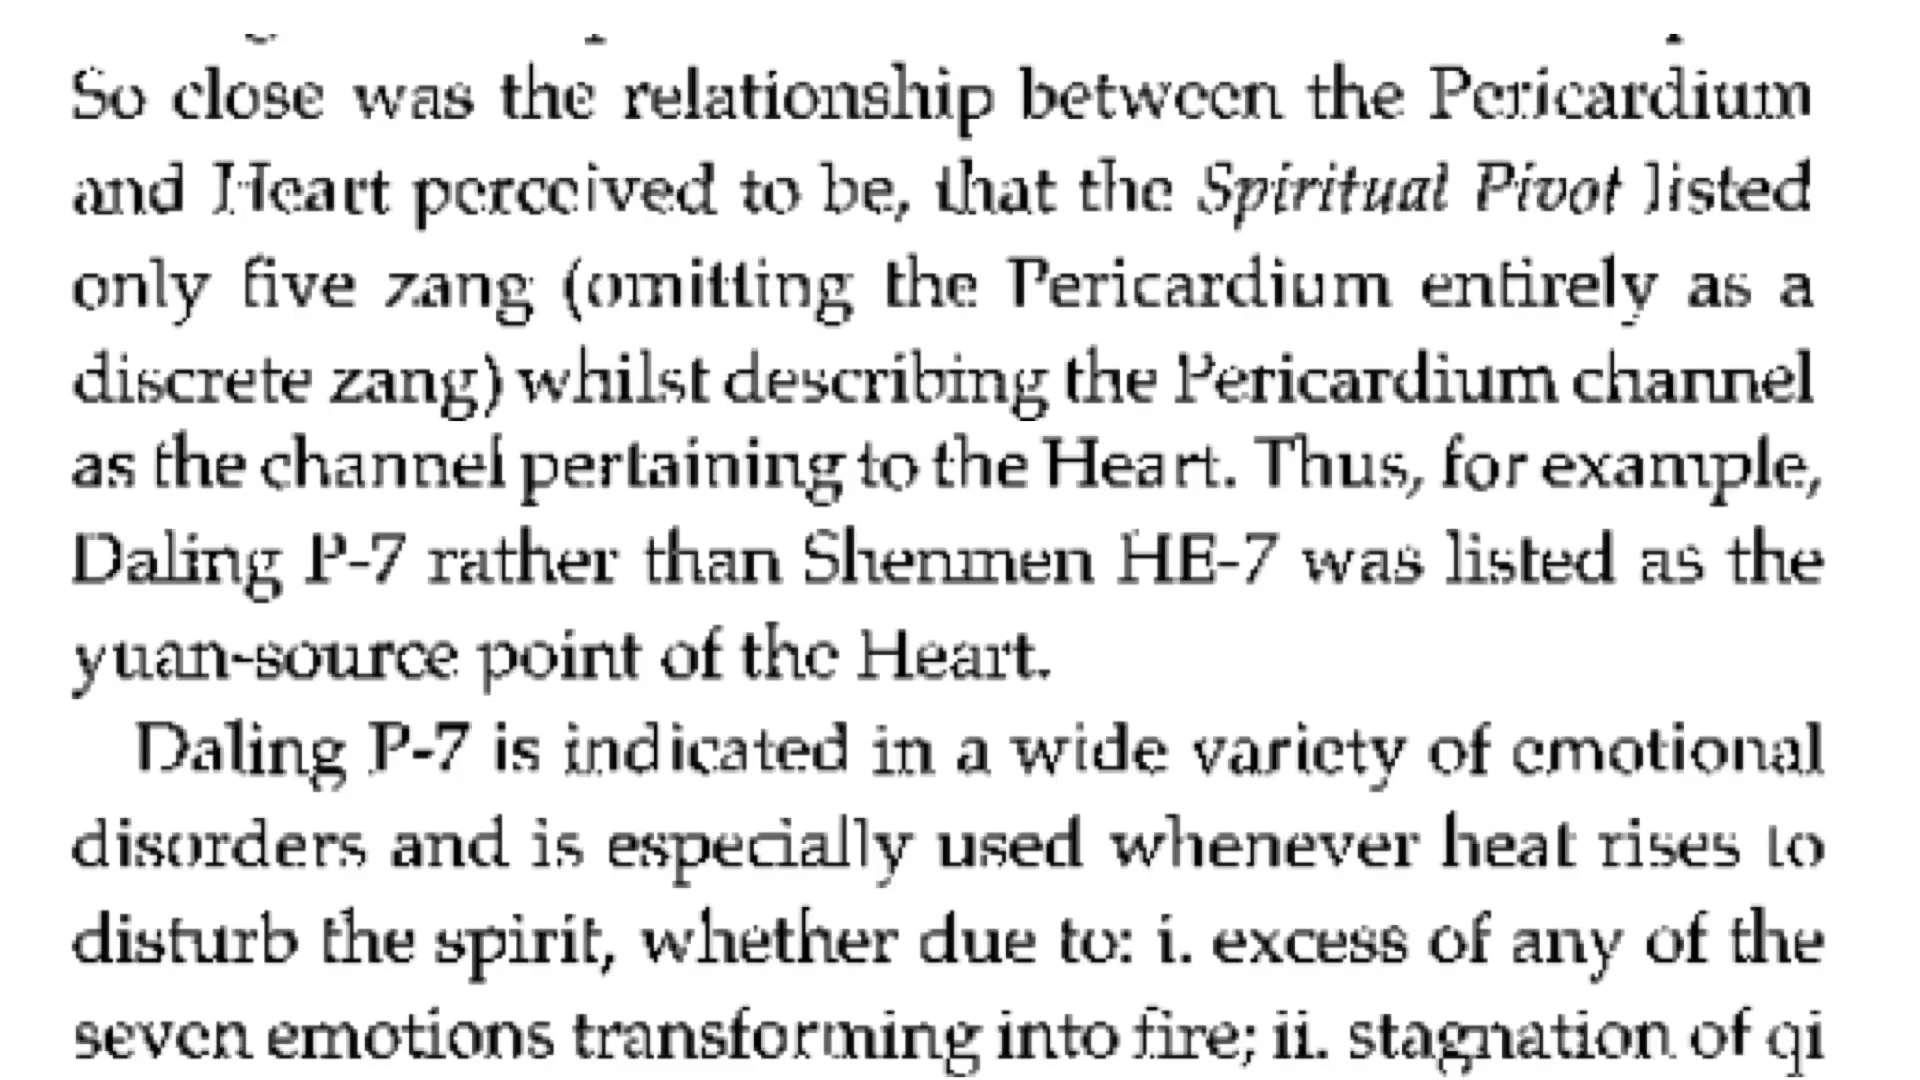 So close was the relationship between the Pericardium
and Heart perceived to be, that the Spiritual Pivot listed
only five zang (omitting the Pericardium entirely as a
discrete zang) whilst describing the Pericardium channel
as the channel pertaining to the Heart. Thus, for example,
Daling P-7 rather than Shenmen HE-7 was listed as the
yuan-source point of the Heart.
Daling P-7 is indicated in a wide variety of emotional
disorders and is especially used whenever heat rises to
disturb the spirit, whether due to: i. excess of any of the
seven emotions transforming into fire; ii. stagnation of qi